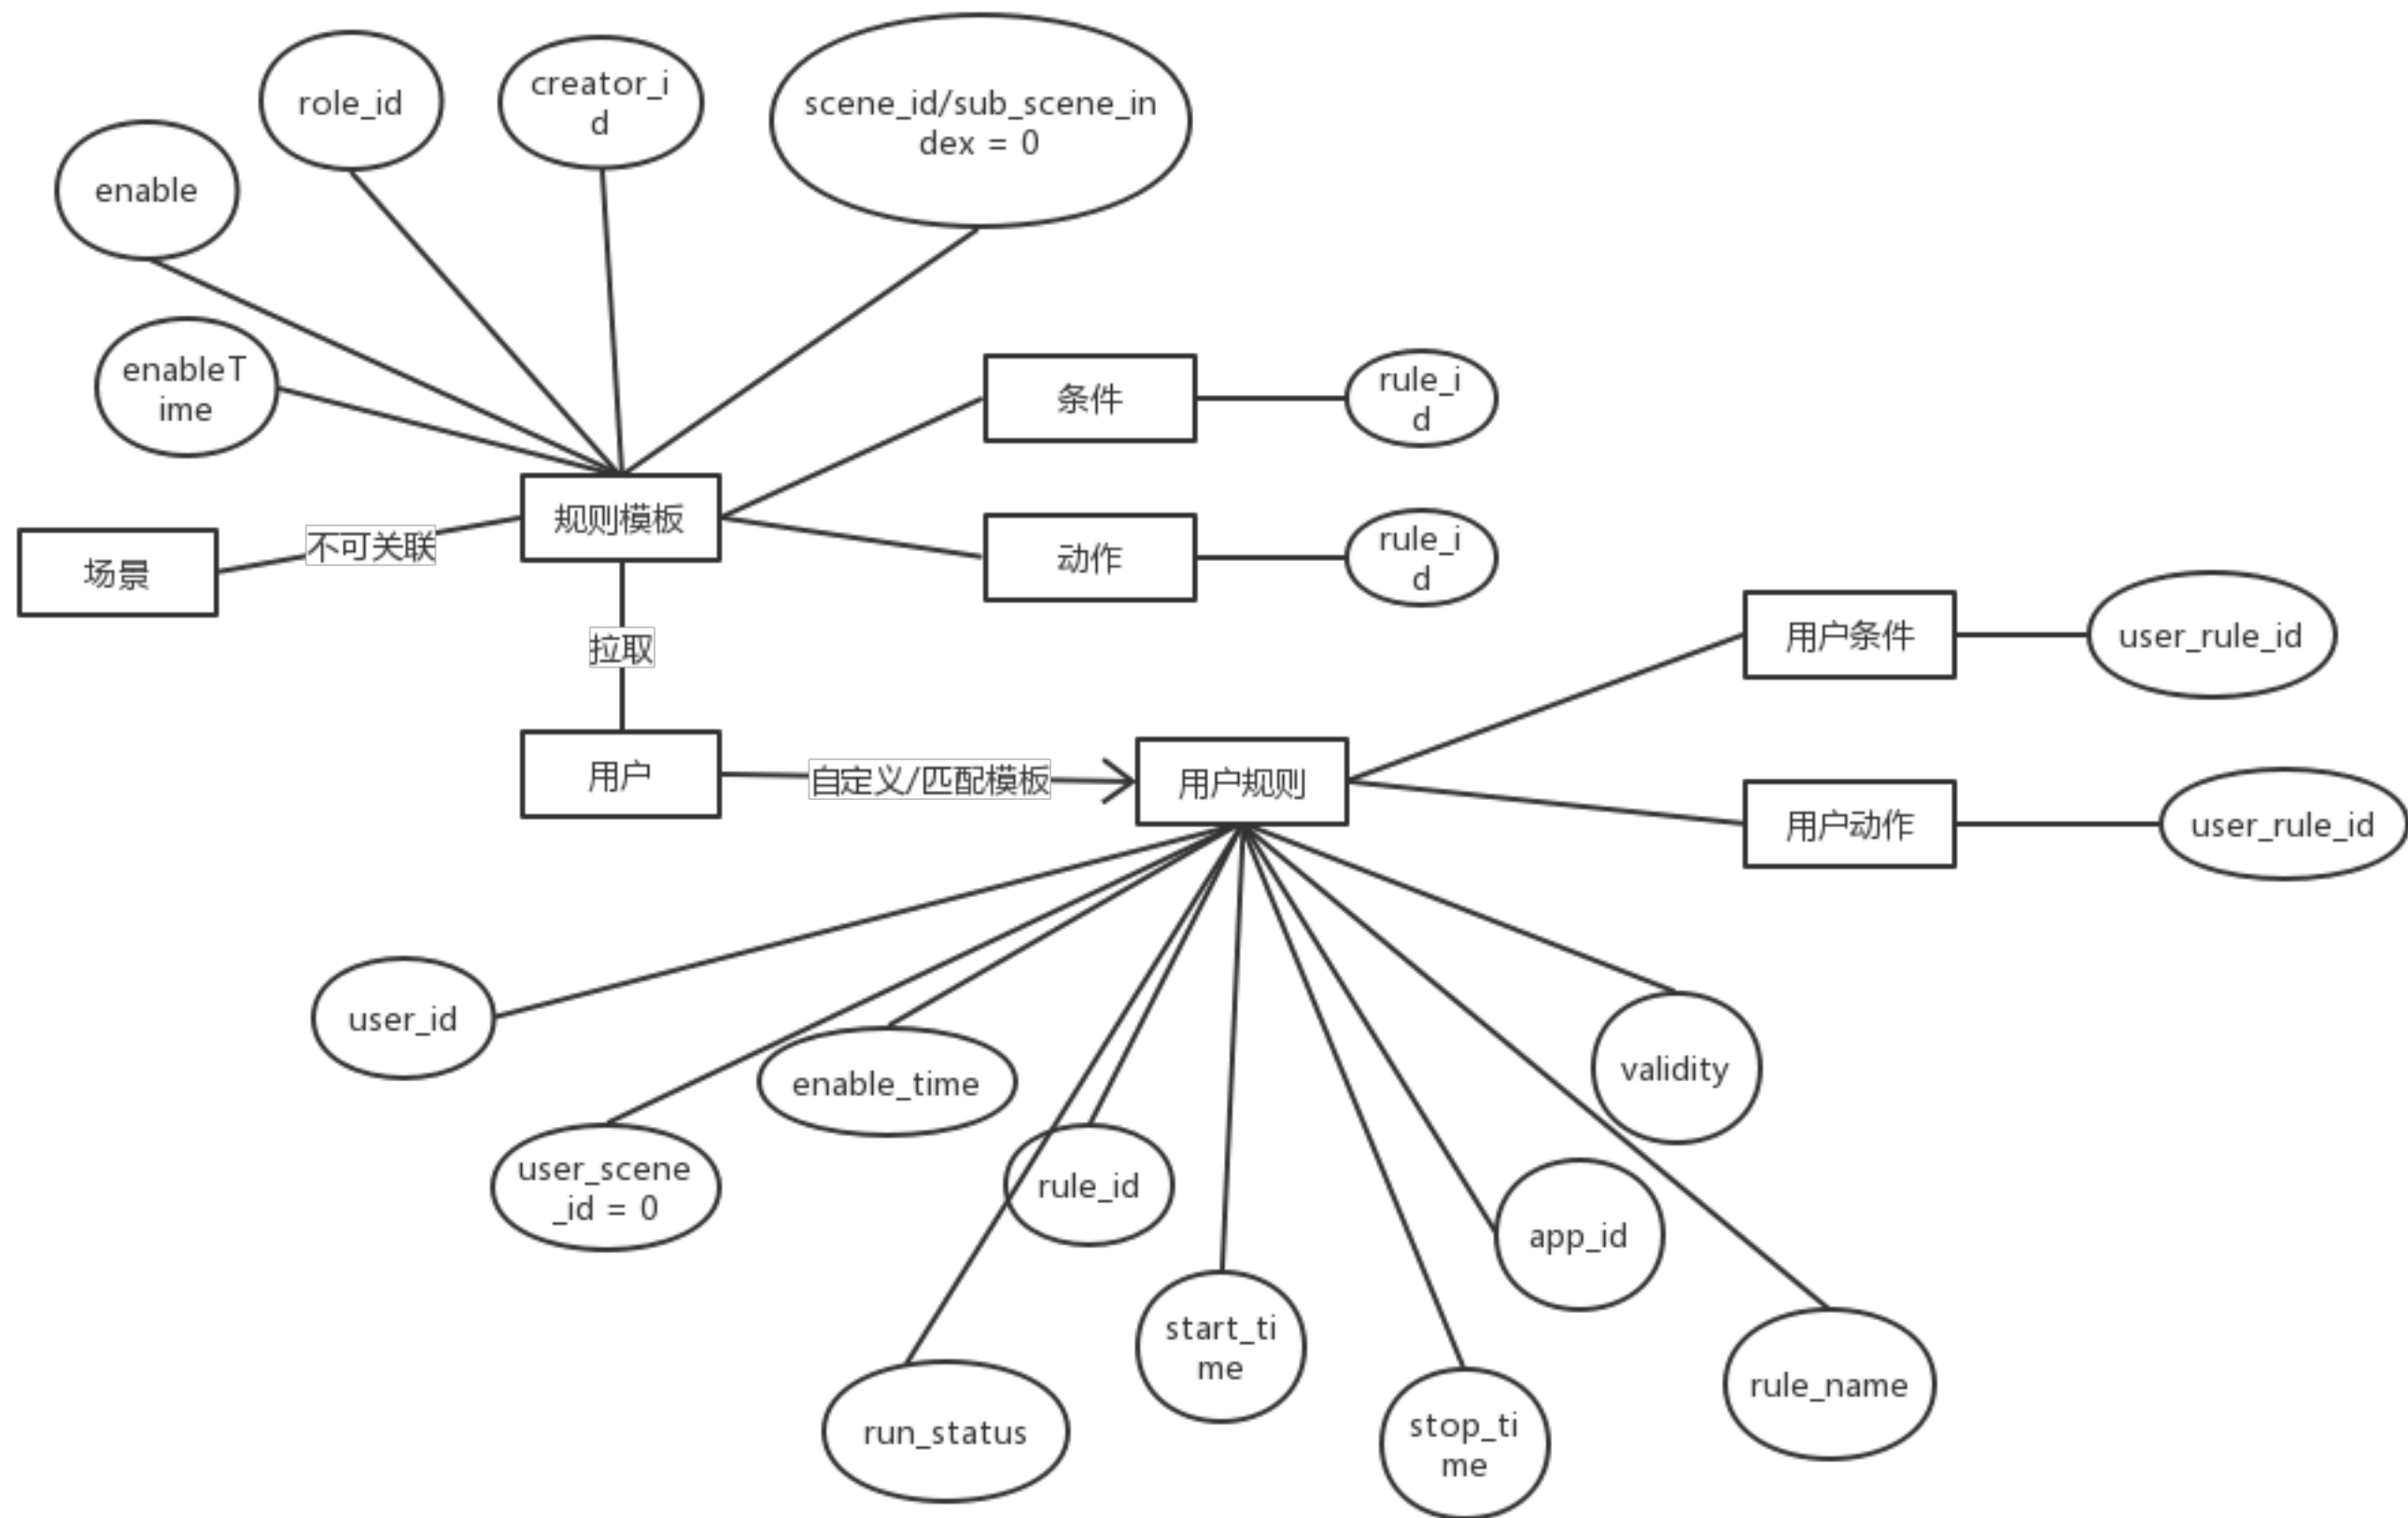 role_id
creator_i
d
scene_id/sub_scene_in
dex = 0
enable
enableT
ime
条件
rule_i
d
规则模板
不可关联
场景
动作
rule_i
d
拉取
用户条件
user_rule_id
用户
自定义/匹配模板
用户规则
用户动作
user_rule_id
user_id
enable_time
validity
user_scene
_id = 0
rule_id
app_id
start_ti
me
rule_name
run_status
stop_ti
me